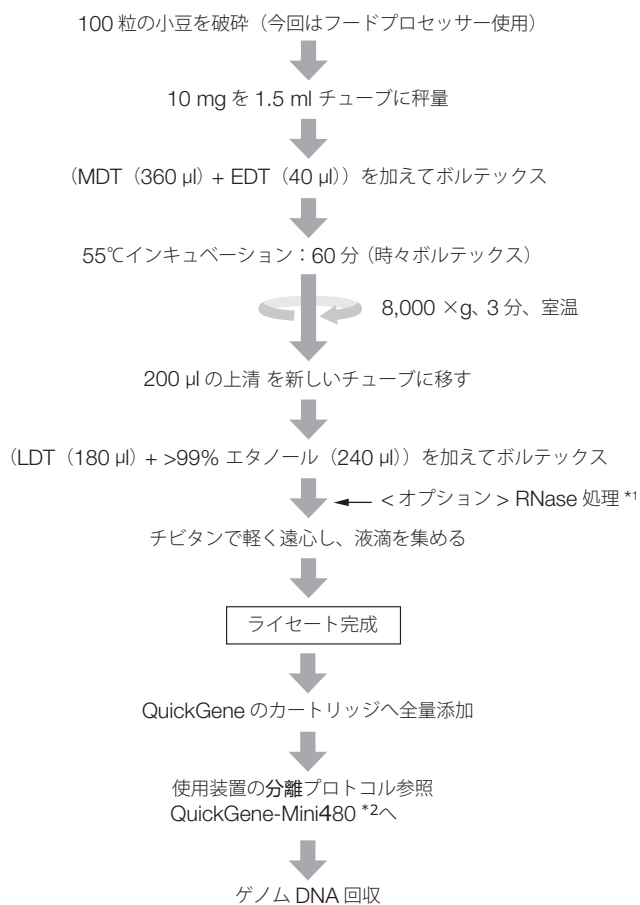 100 粒の小豆を破砕（今回はフードプロセッサー使用）
10 mg を 1.5 ml チューブに秤量
（MDT（360 µl）+ EDT（40 µl））を加えてボルテックス
55℃インキュベーション：60 分（時々ボルテックス）
8,000 ×g、3 分、室温
200 µl の上清 を新しいチューブに移す
（LDT（180 µl）+ >99% エタノール（240 µl））を加えてボルテックス
< オプション > RNase 処理 *1
チビタンで軽く遠心し、液滴を集める
ライセート完成
QuickGene のカートリッジへ全量添加
使用装置の分離プロトコル参照
QuickGene-Mini480 *2へ
ゲノム DNA 回収